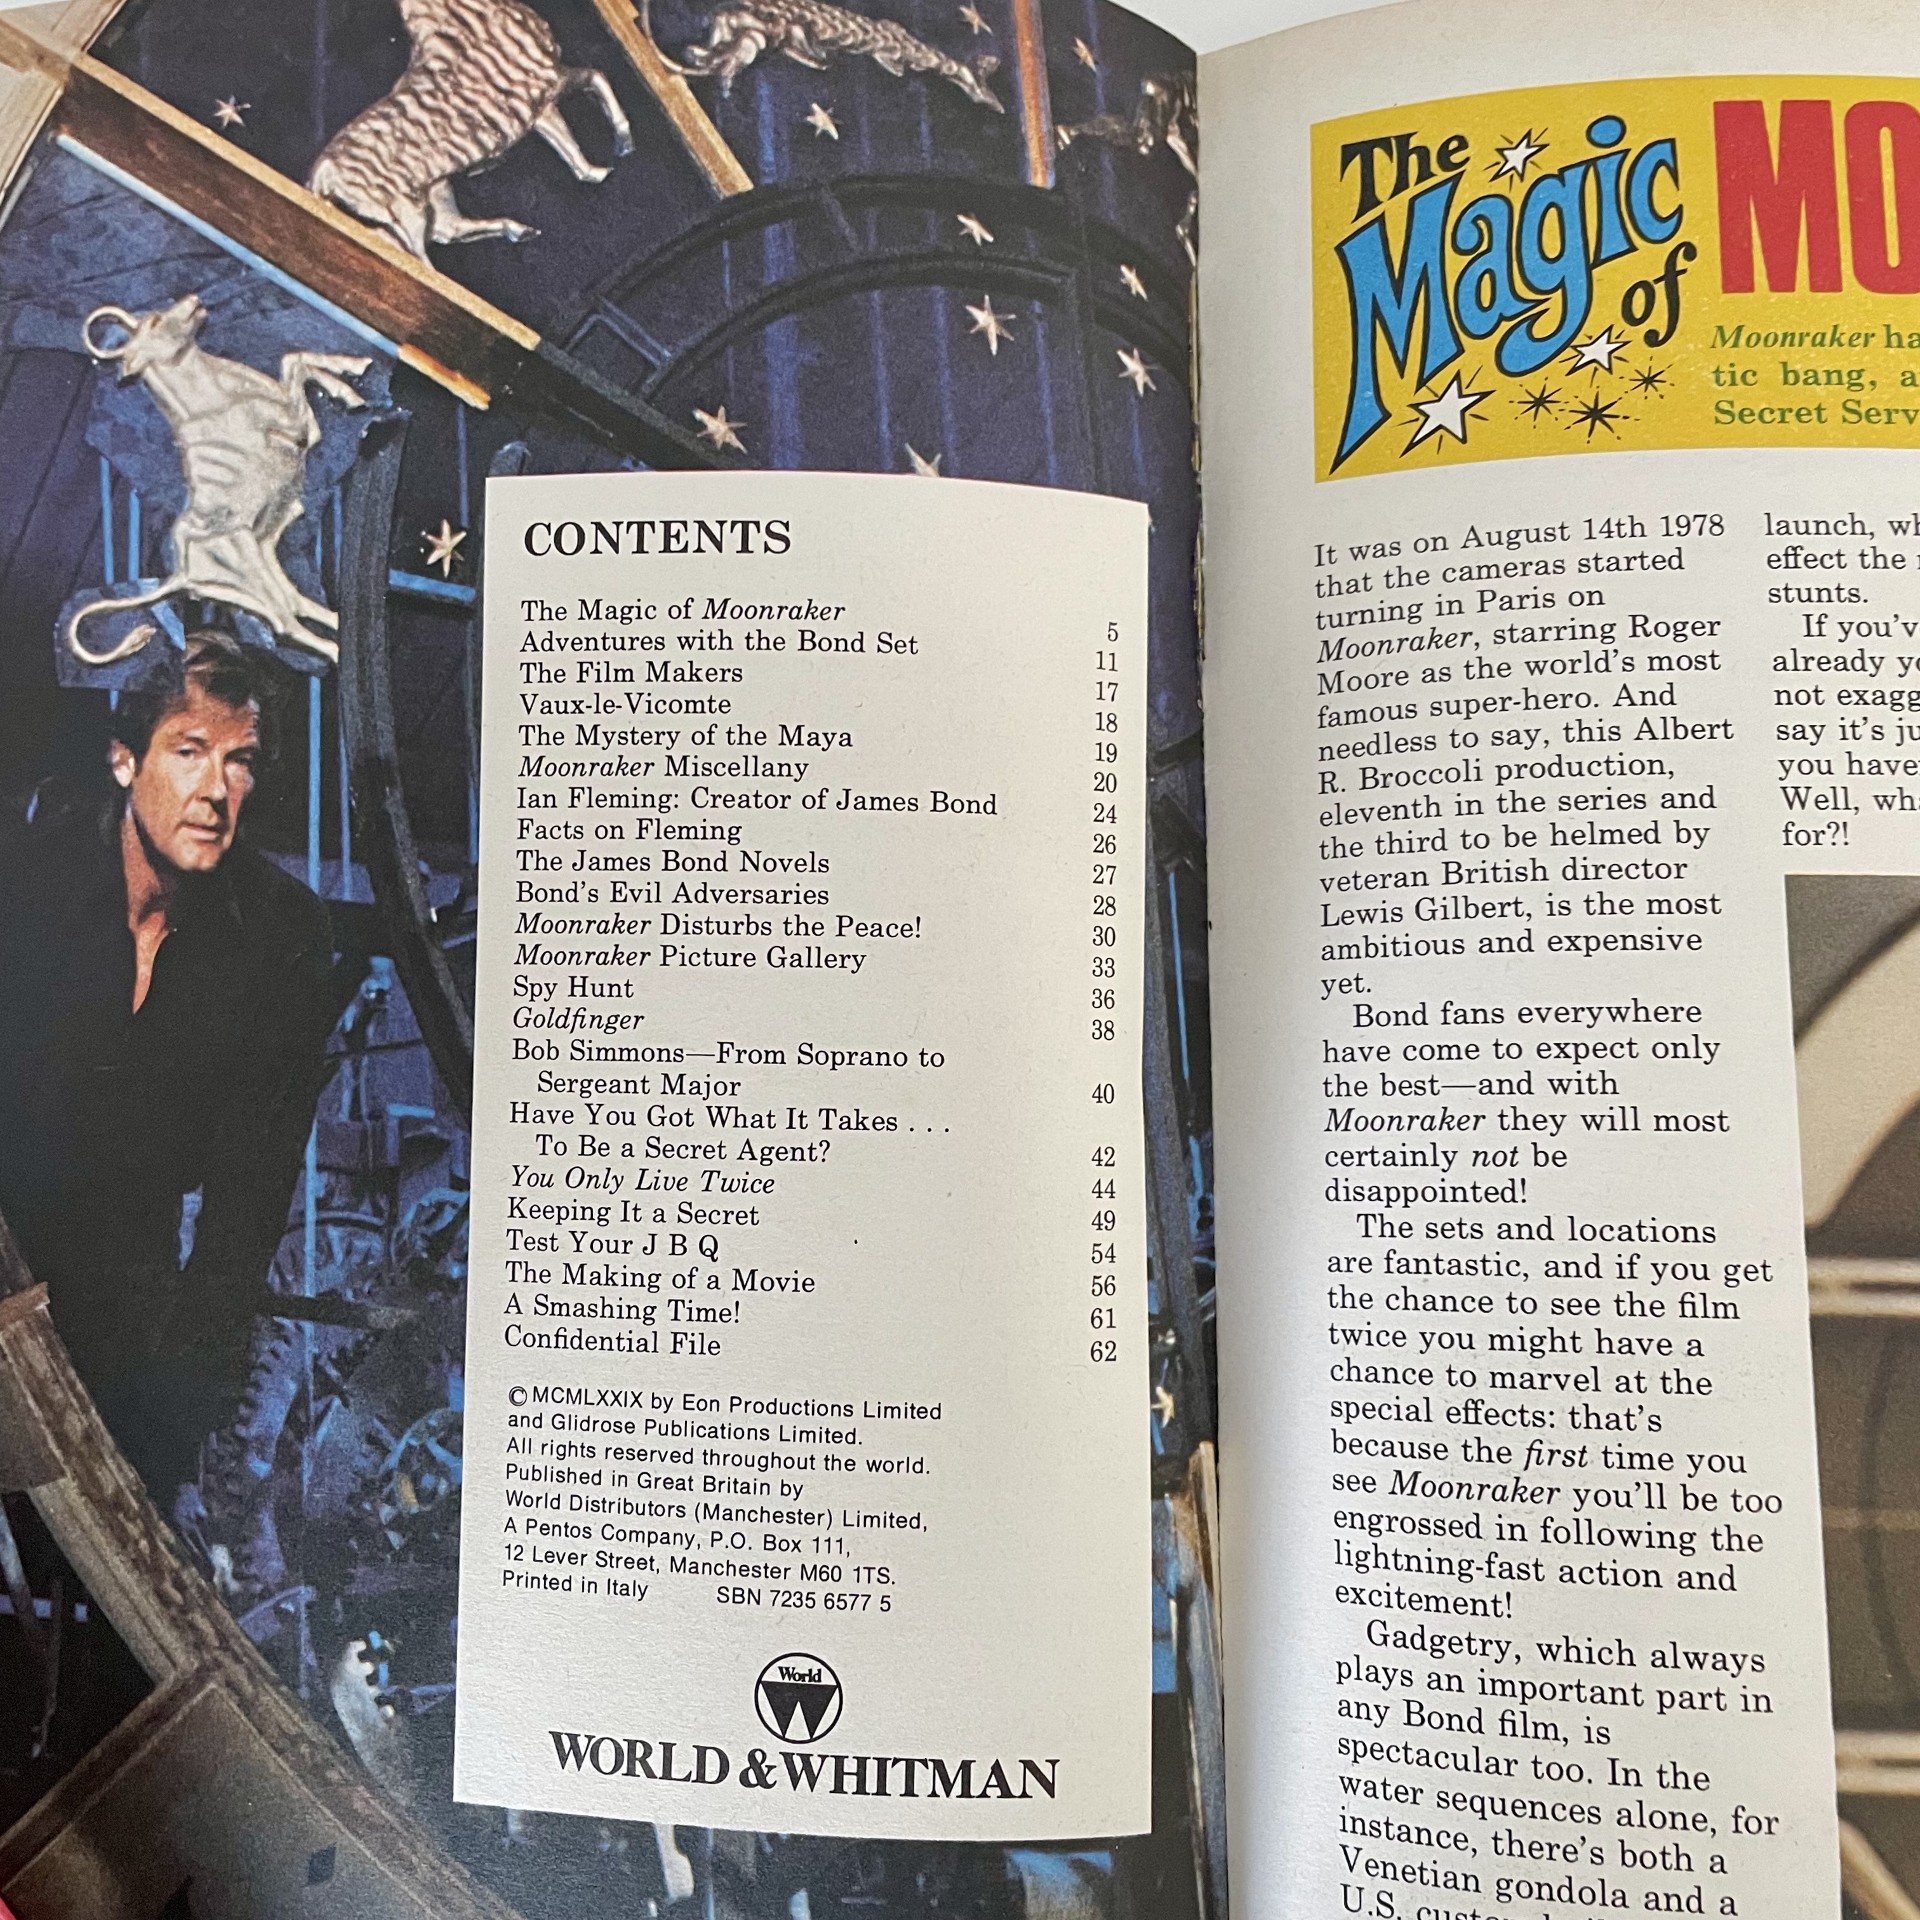 CONTENTS
The Magic of Moonraker 5
Adventures with the Bond Set 11
The Film Makers 17
Vaux-le-Vicomte 18
The Mystery of the Maya 19
Moonraker Miscellany 20
Ian Fleming: Creator of James Bond 24
Facts on Fleming 26
The James Bond Novels 27
Bond's Evil Adversaries 28
Moonraker Disturbs the Peace! 30
Moonraker Picture Gallery 33
Spy Hunt 36
Goldfinger 38
Bob Simmons—From Soprano to
Sergeant Major 40
Have You Got What It Takes . . .
To Be a Secret Agent? 42
You Only Live Twice 44
Keeping It a Secret 49
Test Your J B Q 54
The Making of a Movie 56
A Smashing Time! 61
Confidential File 62
© MCMLXXIX by Eon Productions Limited
and Glidrose Publications Limited.
All rights reserved throughout the world.
Published in Great Britain by
World Distributors (Manchester) Limited,
A Pentos Company, P.O. Box 111,
12 Lever Street, Manchester M60 1TS.
Printed in Italy SBN 7235 6577 5
World
WORLD & WHITMAN
The
Magic
of
MO
Moonraker ha
tic bang, a
Secret Serv
It was on August 14th 1978
that the cameras started
turning in Paris on
Moonraker, starring Roger
Moore as the world's most
famous super-hero. And
needless to say, this Albert
R. Broccoli production,
eleventh in the series and
the third to be helmed by
veteran British director
Lewis Gilbert, is the most
ambitious and expensive
yet.
Bond fans everywhere
have come to expect only
the best—and with
Moonraker they will most
certainly not be
disappointed!
The sets and locations
are fantastic, and if you get
the chance to see the film
twice you might have a
chance to marvel at the
special effects: that's
because the first time you
see Moonraker you'll be too
engrossed in following the
lightning-fast action and
excitement!
Gadgetry, which always
plays an important part in
any Bond film, is
spectacular too. In the
water sequences alone, for
instance, there's both a
Venetian gondola and a
U.S.
launch, wh
effect the
stunts.
If you'v
already yo
not exagg
say it's ju
you have
Well, wha
for?!